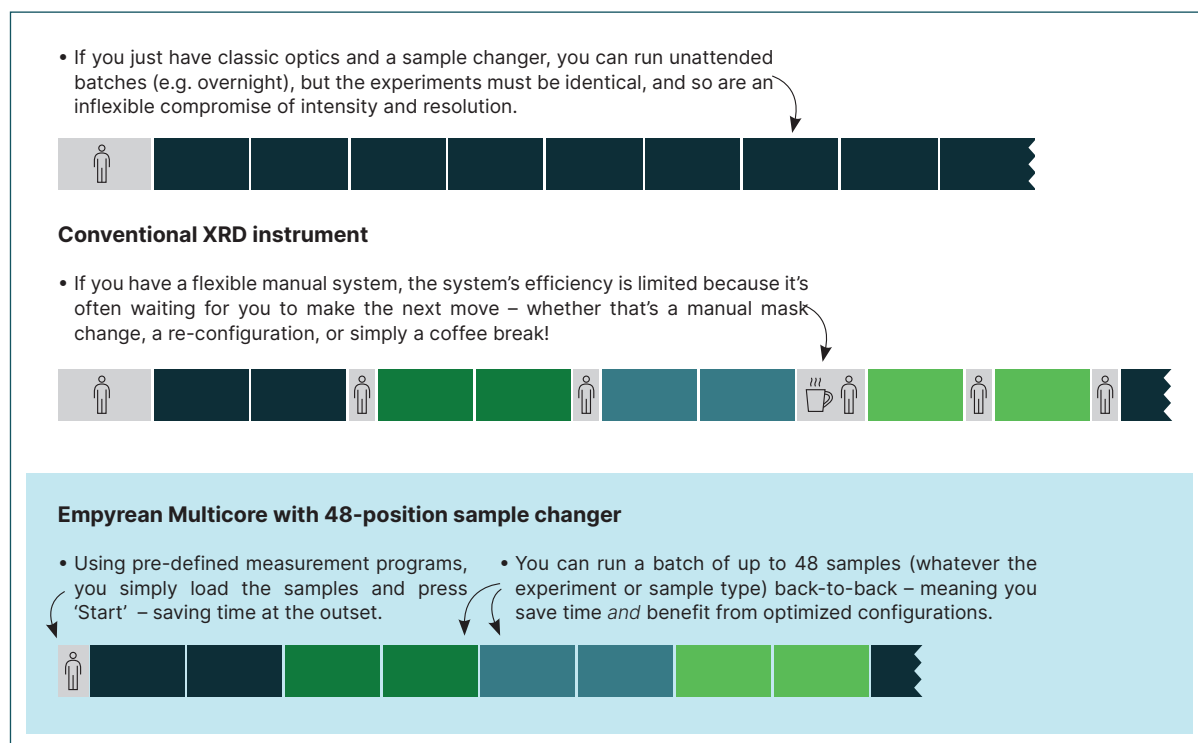 • If you just have classic optics and a sample changer, you can run unattended
batches (e.g. overnight), but the experiments must be identical, and so are an
inflexible compromise of intensity and resolution.
Conventional XRD instrument
• If you have a flexible manual system, the system’s efficiency is limited because it’s
often waiting for you to make the next move – whether that’s a manual mask
change, a re-configuration, or simply a coffee break!
Empyrean Multicore with 48-position sample changer
• Using pre-defined measurement programs,
you simply load the samples and press
‘Start’ – saving time at the outset.
• You can run a batch of up to 48 samples (whatever the
experiment or sample type) back-to-back – meaning you
save time and benefit from optimized configurations.